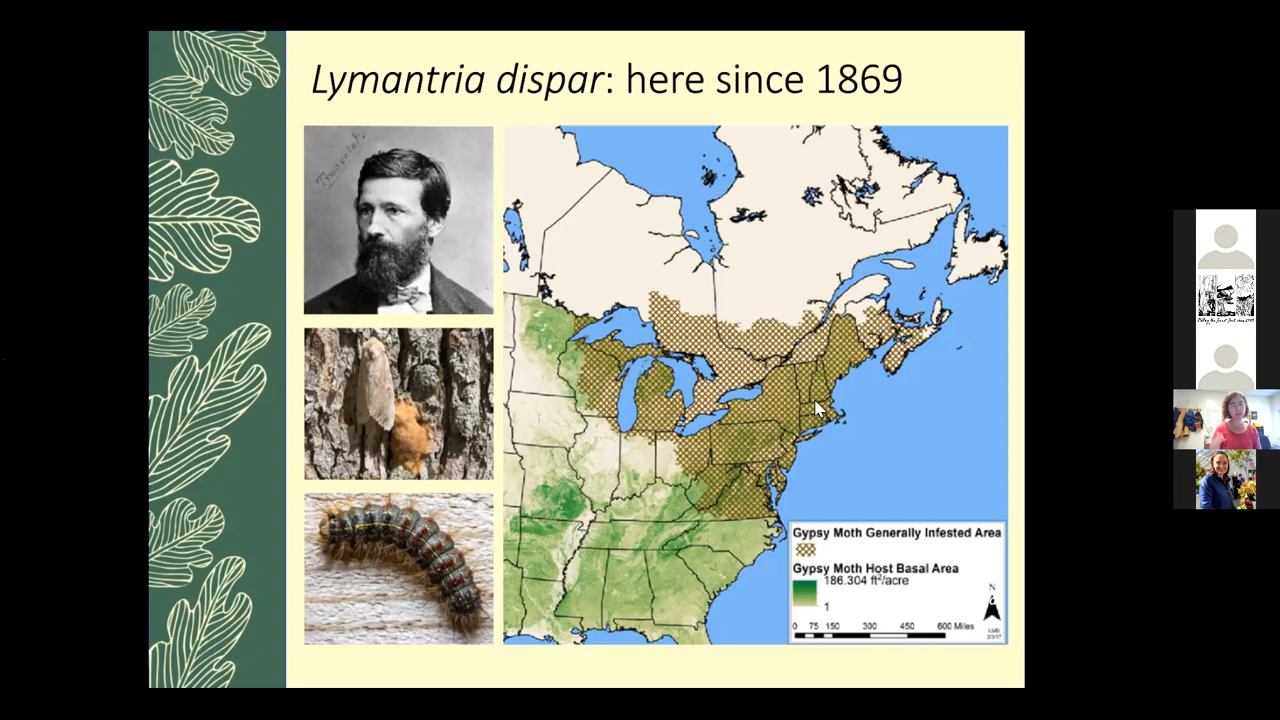 Lymantria dispar: here since 1869
Trouvelot.
Gypsy Moth Generally Infested Area
Gypsy Moth Host Basal Area
186.304 ft²/acre
1
N
0 75 150 300 450 600 Miles